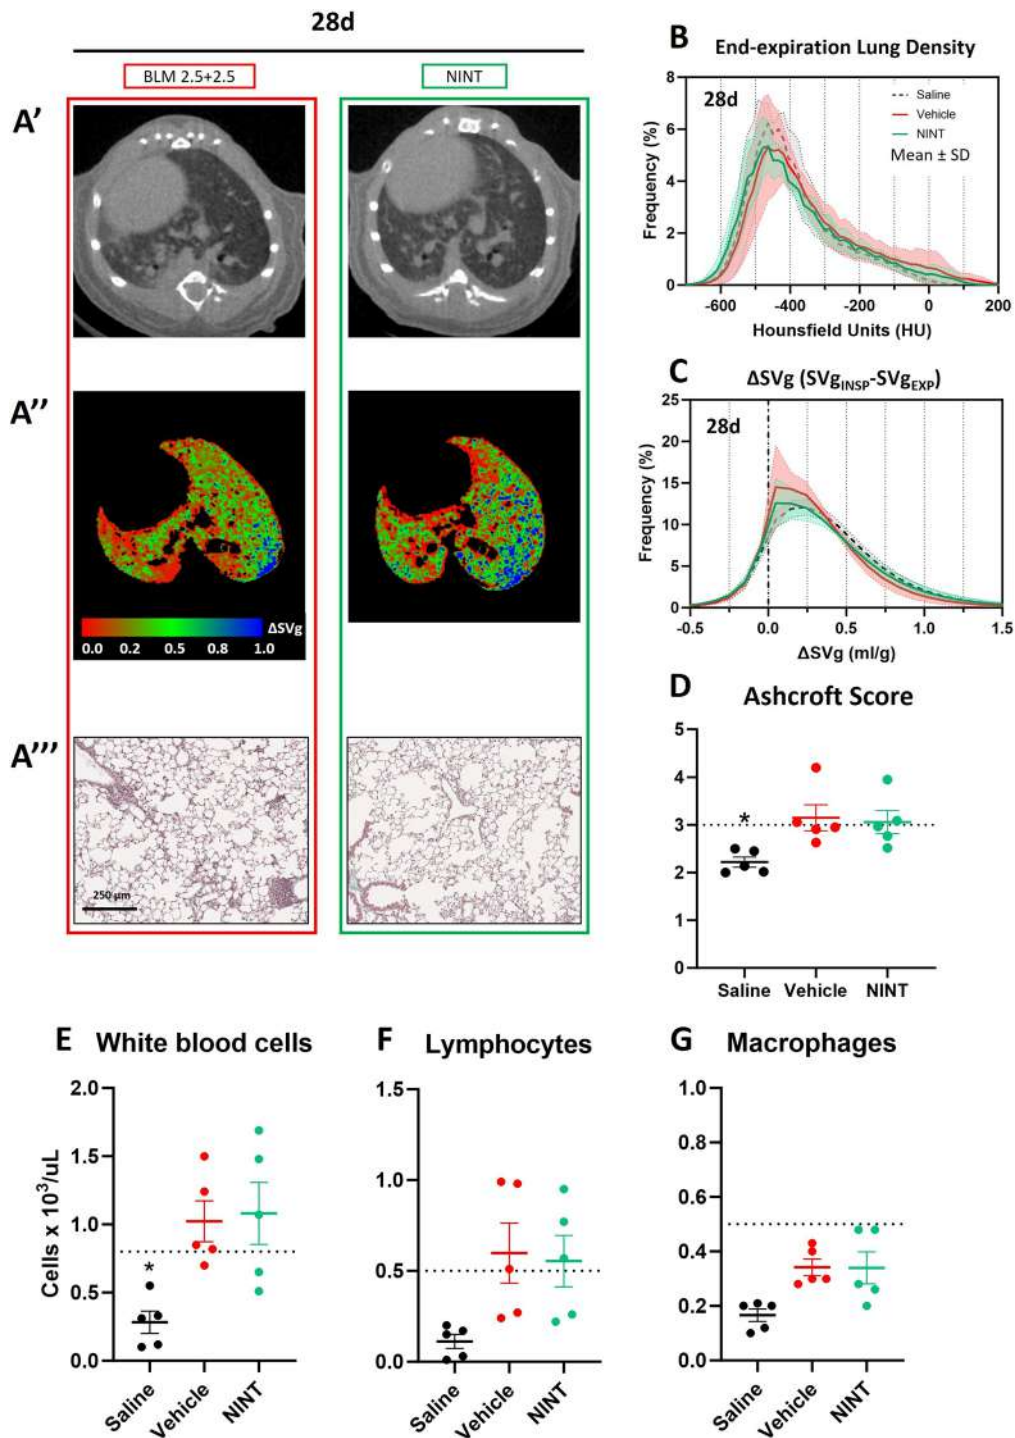 28d
BLM 2.5+2.5
NINT
A'
A''
ΔSVg
0.0 0.2 0.5 0.8 1.0
A'''
250 µm
B End-expiration Lung Density
28d
Saline
Vehicle
NINT
Mean ± SD
Frequency (%)
8
6
4
2
0
-600 -400 -200 0 200
Hounsfield Units (HU)
C ΔSVg (SVgINSP-SVgEXP)
28d
Frequency (%)
25
20
15
10
5
0
-0.5 0.0 0.5 1.0 1.5
ΔSVg (ml/g)
D Ashcroft Score
5
4
3
2
0
*
Saline Vehicle NINT
E White blood cells
Cells x 10^3/uL
2.0
1.5
1.0
0.5
0.0
*
Saline
Vehicle
NINT
F Lymphocytes
1.5
1.0
0.5
0.0
Saline
Vehicle
NINT
G Macrophages
1.0
0.8
0.6
0.4
0.2
0.0
Saline
Vehicle
NINT